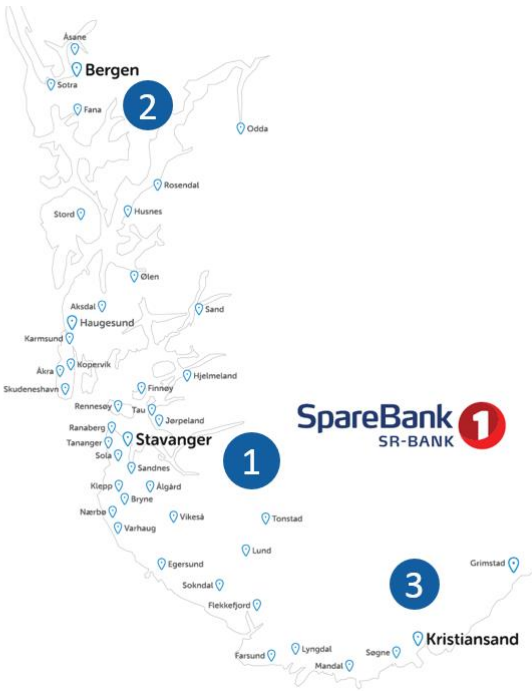 Åsane
Bergen
Sotra
2
Fana
Odda
Rosendal
Husnes
Stord
Ølen
Aksdal
Sand
Haugesund
Karmsund
Kopervik
Åkra
Hjelmeland
Skudeneshavn
Finnøy
Rennesøy
Tau
Jørpeland
SpareBank 1
SR-BANK
Ranaberg
Tananger
Stavanger
Sola
1
Sandnes
Klepp
Ålgård
Bryne
Nærbø
Vikeså
Tonstad
Varhaug
Lund
Egersund
Grimstad
Sokndal
3
Flekkefjord
Kristiansand
Lyngdal
Søgne
Farsund
Mandal